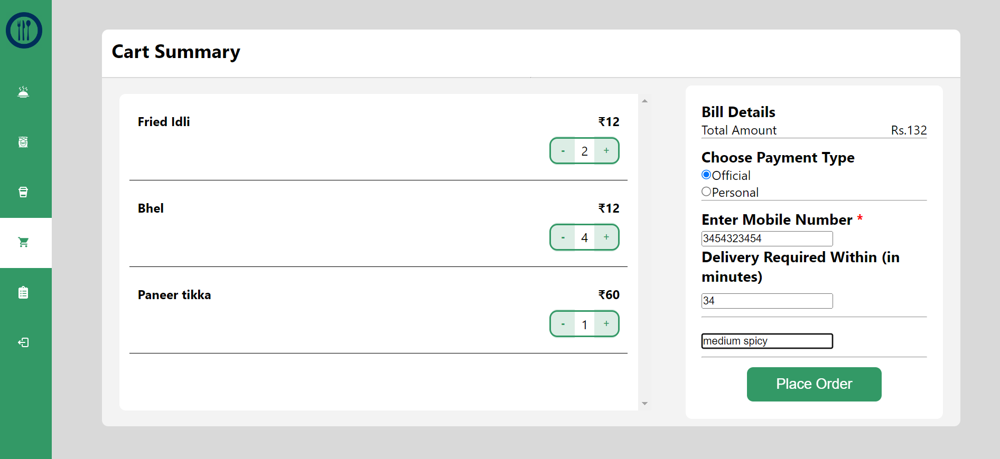 Cart Summary
Fried Idli ₹12
- 2 +
Bhel ₹12
- 4 +
Paneer tikka ₹60
- 1 +
Bill Details
Total Amount Rs.132
Choose Payment Type
Official
Personal
Enter Mobile Number *
3454323454
Delivery Required Within (in
minutes)
34
medium spicy
Place Order